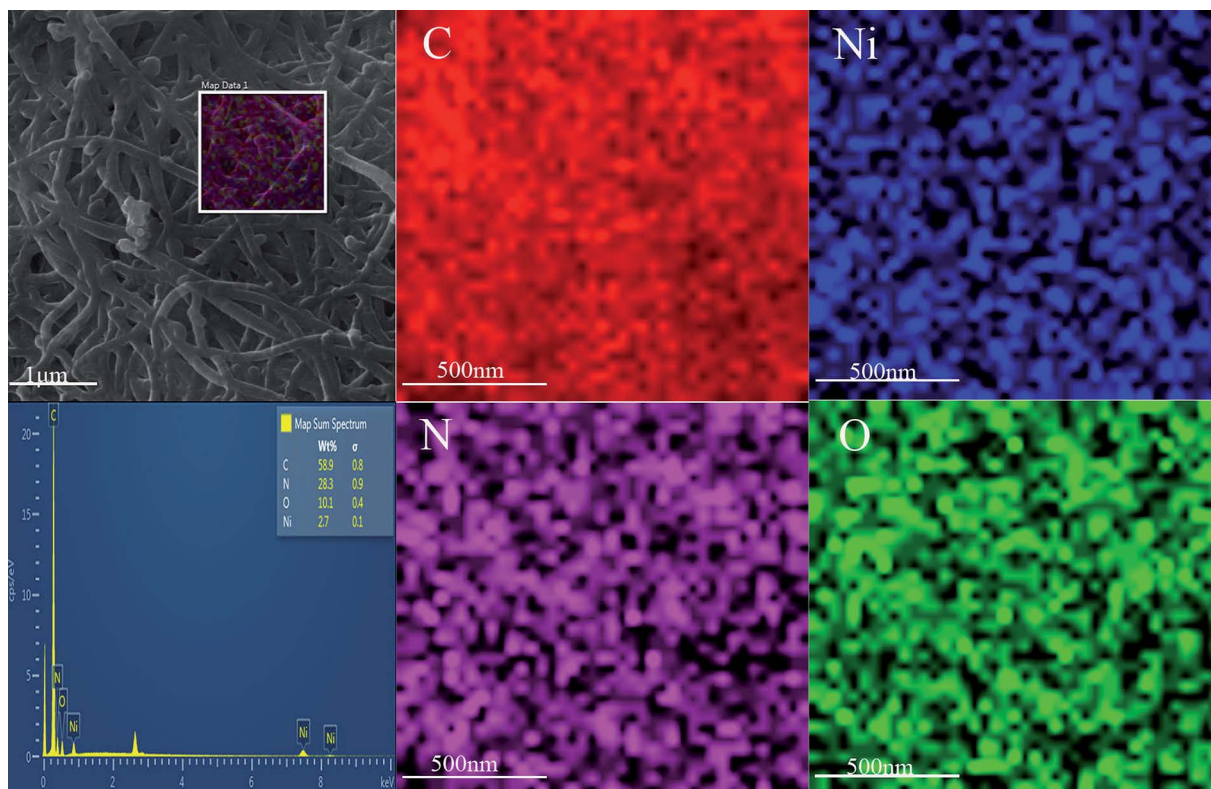 Map Data 1
1μm
C
500nm
Ni
500nm
C
20
15
10
5
0
cps/eV
N
O
Ni
Ni
Ni
0
2
4
6
8
keV
Map Sum Spectrum
Wt% σ
C 58.9 0.8
N 28.3 0.9
O 10.1 0.4
Ni 2.7 0.1
N
500nm
O
500nm